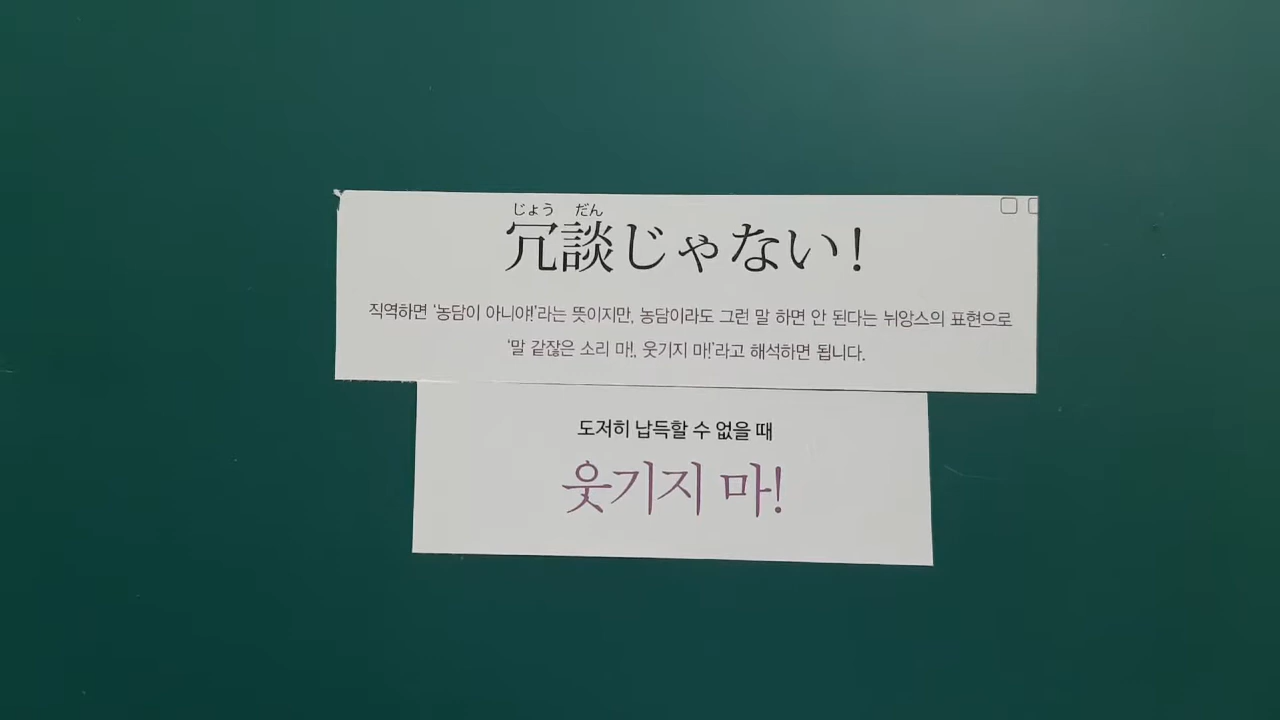 じょう だん
冗談じゃない!
직역하면 '농담이 아니야!'라는 뜻이지만, 농담이라도 그런 말 하면 안 된다는 뉘앙스의 표현으로
'말 같잖은 소리 마!, 웃기지 마!'라고 해석하면 됩니다.
도저히 납득할 수 없을 때
웃기지 마!